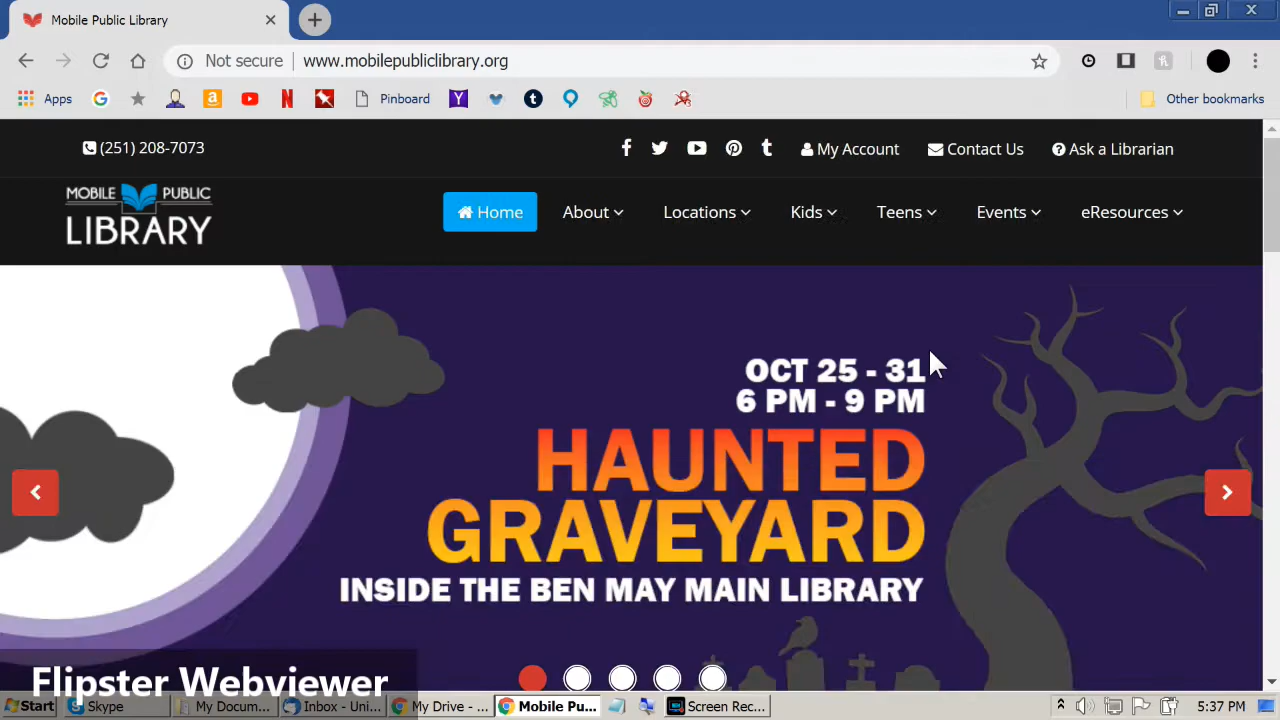 Mobile Public Library
Not secure | www.mobilepubliclibrary.org
Apps
Pinboard
Other bookmarks
(251) 208-7073
My Account
Contact Us
Ask a Librarian
MOBILE PUBLIC
LIBRARY
Home
About
Locations
Kids
Teens
Events
eResources
OCT 25 - 31
6 PM - 9 PM
HAUNTED
GRAVEYARD
INSIDE THE BEN MAY MAIN LIBRARY
Flipster Webviewer
Start
Skype
My Docum...
Inbox - Uni...
My Drive - ...
Mobile Pu...
Screen Rec...
5:37 PM